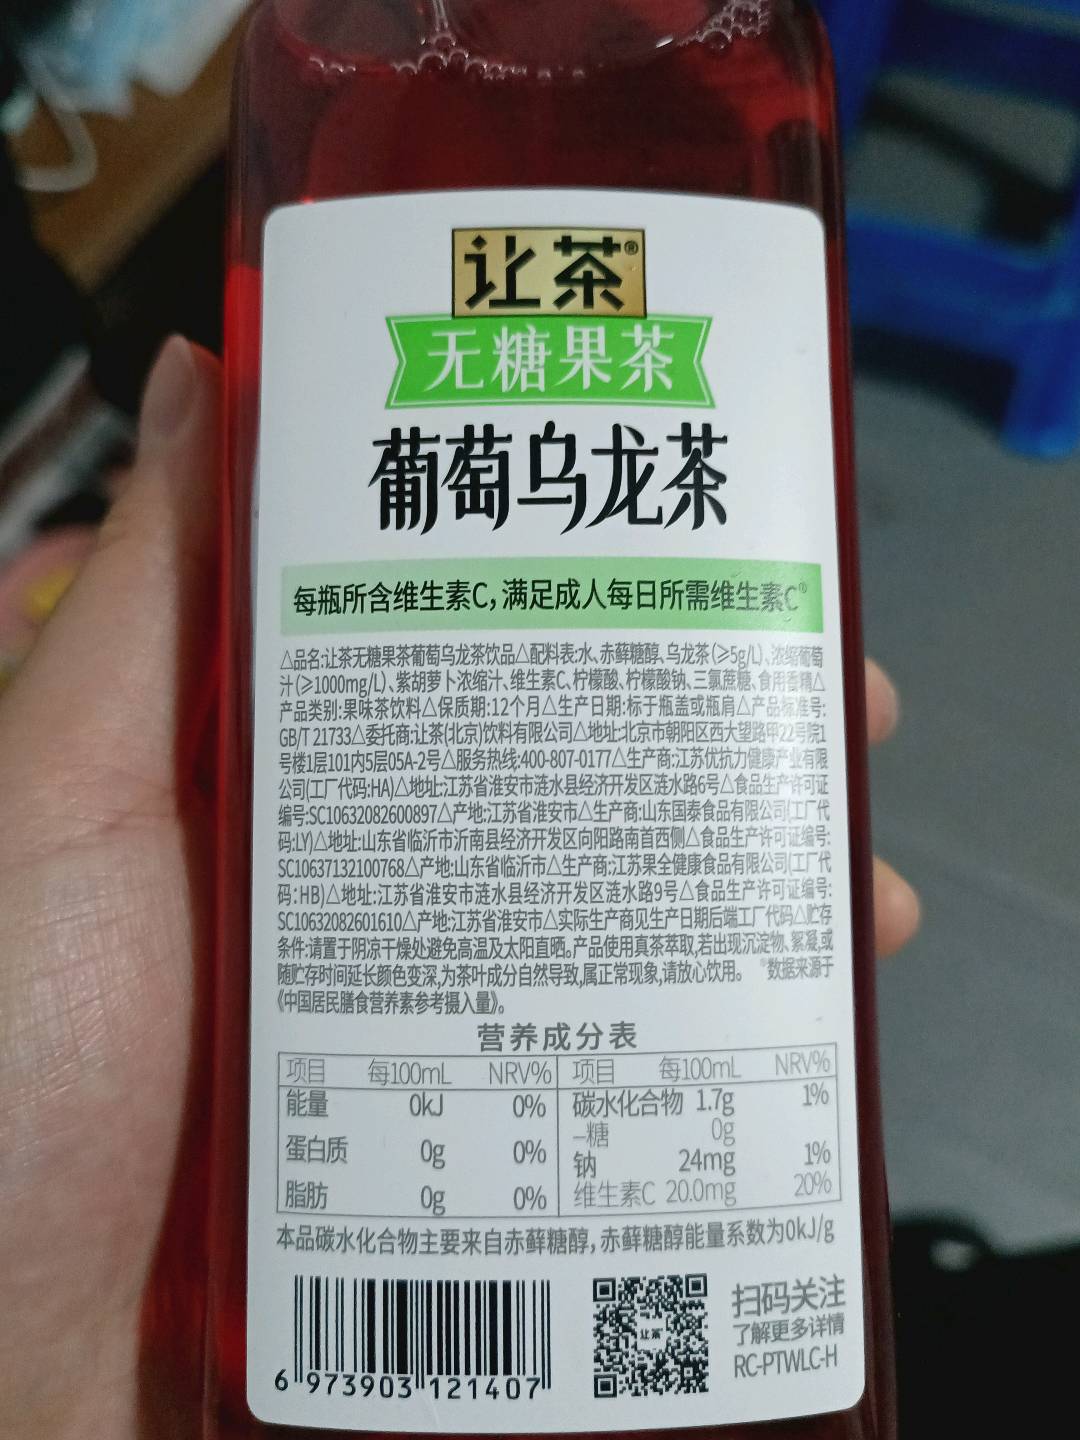 让茶®
无糖果茶
葡萄乌龙茶
每瓶所含维生素C,满足成人每日所需维生素C®
△品名:让茶无糖果茶葡萄乌龙茶饮品△配料表:水、赤藓糖醇、乌龙茶(≥5g/L)、浓缩葡萄
汁(≥1000mg/L)、紫胡萝卜浓缩汁、维生素C、柠檬酸、柠檬酸钠、三氯蔗糖、食用香精△
产品类别:果味茶饮料△保质期:12个月△生产日期:标于瓶盖或瓶肩△产品标准号:
GB/T 21733△委托商:让茶(北京)饮料有限公司△地址:北京市朝阳区西大望路甲22号院1
号楼1层101内5层05A-2号△服务热线:400-807-0177△生产商:江苏优抗力健康产业有限
公司(工厂代码:HA)△地址:江苏省淮安市涟水县经济开发区涟水路6号△食品生产许可证
编号:SC10632082600897△产地:江苏省淮安市△生产商:山东国泰食品有限公司(工厂代
码:LY)△地址:山东省临沂市沂南县经济开发区向阳路南首西侧△食品生产许可证编号:
SC10637132100768△产地:山东省临沂市△生产商:江苏果全健康食品有限公司(工厂代
码:HB)△地址:江苏省淮安市涟水县经济开发区涟水路9号△食品生产许可证编号:
SC10632082601610△产地:江苏省淮安市△实际生产商见生产日期后端工厂代码△贮存
条件:请置于阴凉干燥处避免高温及太阳直晒。产品使用真茶萃取,若出现沉淀物、絮凝,或
随贮存时间延长颜色变深,为茶叶成分自然导致,属正常现象,请放心饮用。 ®数据来源于
《中国居民膳食营养素参考摄入量》。
营养成分表
项目 每100mL NRV% 项目 每100mL NRV%
能量 0kJ 0% 碳水化合物 1.7g 1%
–糖 0g
蛋白质 0g 0% 钠 24mg 1%
脂肪 0g 0% 维生素C 20.0mg 20%
本品碳水化合物主要来自赤藓糖醇,赤藓糖醇能量系数为0kJ/g
6 973903 121407
让茶
扫码关注
了解更多详情
RC-PTWLC-H